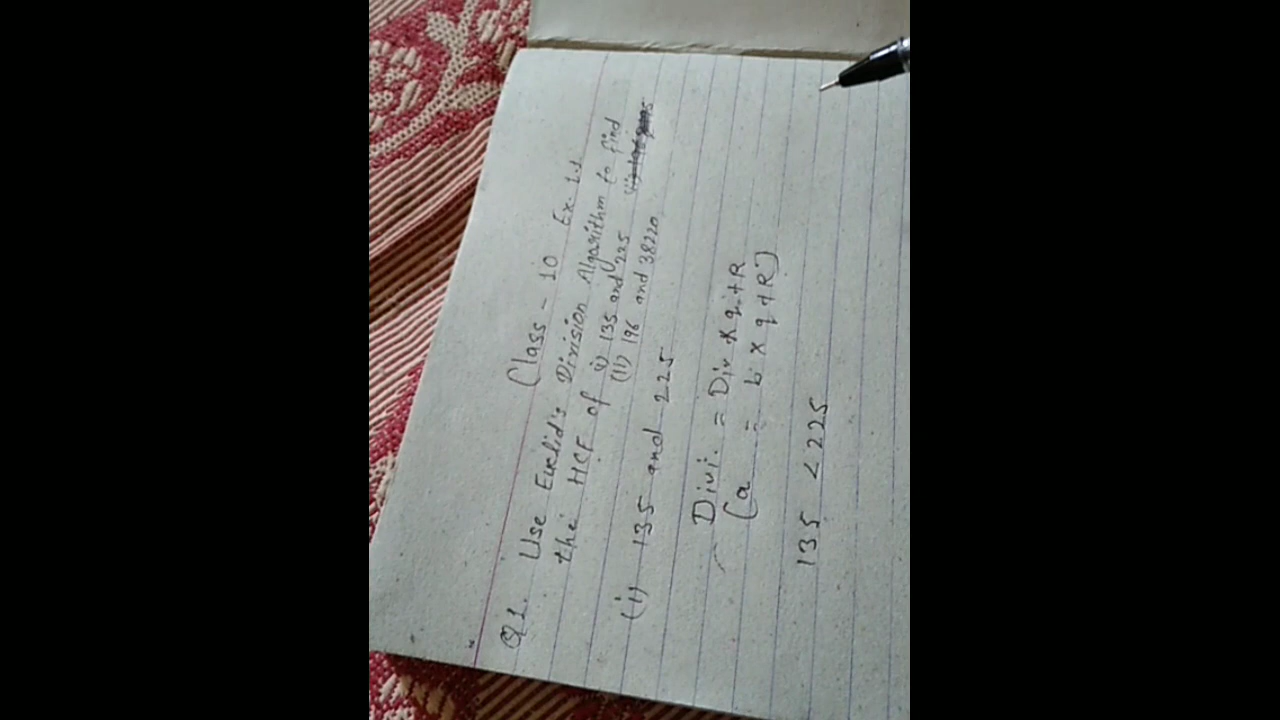 Class - 10 Ex. 1.1
Q1. Use Euclid's Division Algorithm to find
the HCF of (i) 135 and 225
(ii) 196 and 38220
(i) 135 and 225
Divi. = Div × q + R
(a = b × q + R)
135 < 225